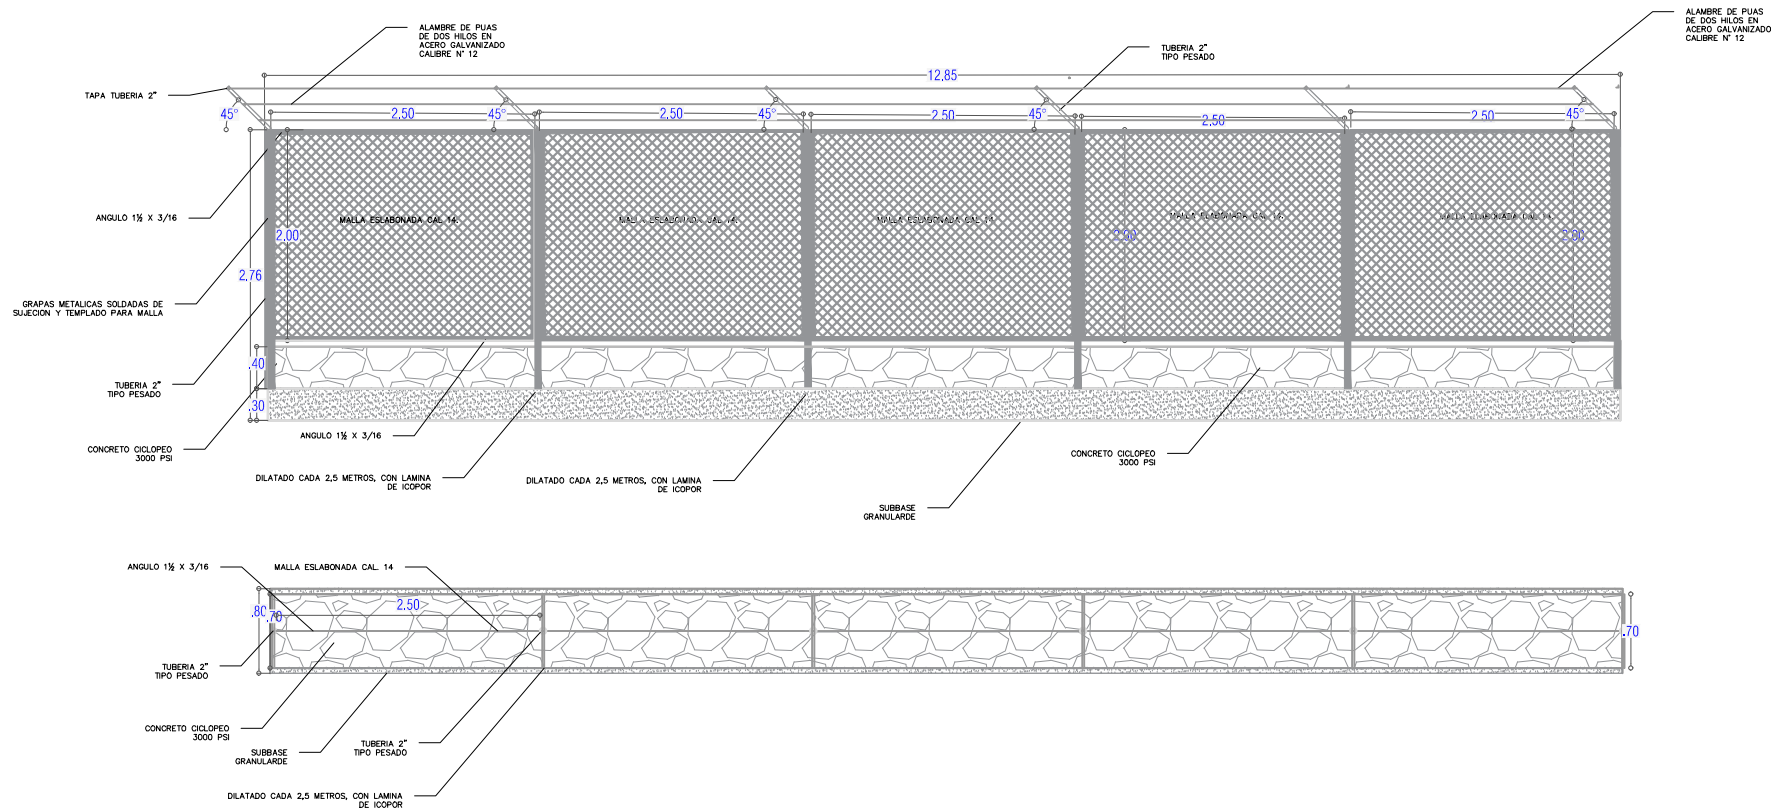 ALAMBRE DE PUAS
DE DOS HILOS EN
ACERO GALVANIZADO
CALIBRE N° 12
ALAMBRE DE PUAS
DE DOS HILOS EN
ACERO GALVANIZADO
CALIBRE N° 12
TUBERIA 2"
TIPO PESADO
12,85
TAPA TUBERIA 2"
45°
2.50
45°
2.50
45°
2.50
45°
2.50
2.50
45°
ANGULO 1½ X 3/16
MALLA ESLABONADA CAL 14.
MALLA ESLABONADA CAL 14.
MALLA ESLABONADA CAL 14.
2.00
2,76
GRAPAS METALICAS SOLDADAS DE
SUJECION Y TEMPLADO PARA MALLA
.40
TUBERIA 2"
TIPO PESADO
.30
ANGULO 1½ X 3/16
CONCRETO CICLOPEO
3000 PSI
CONCRETO CICLOPEO
3000 PSI
DILATADO CADA 2,5 METROS, CON LAMINA
DE ICOPOR
DILATADO CADA 2,5 METROS, CON LAMINA
DE ICOPOR
SUBBASE
GRANULARDE
ANGULO 1½ X 3/16
MALLA ESLABONADA CAL. 14
.80
.70
2,50
.70
TUBERIA 2"
TIPO PESADO
CONCRETO CICLOPEO
3000 PSI
SUBBASE
GRANULARDE
TUBERIA 2"
TIPO PESADO
DILATADO CADA 2,5 METROS, CON LAMINA
DE ICOPOR